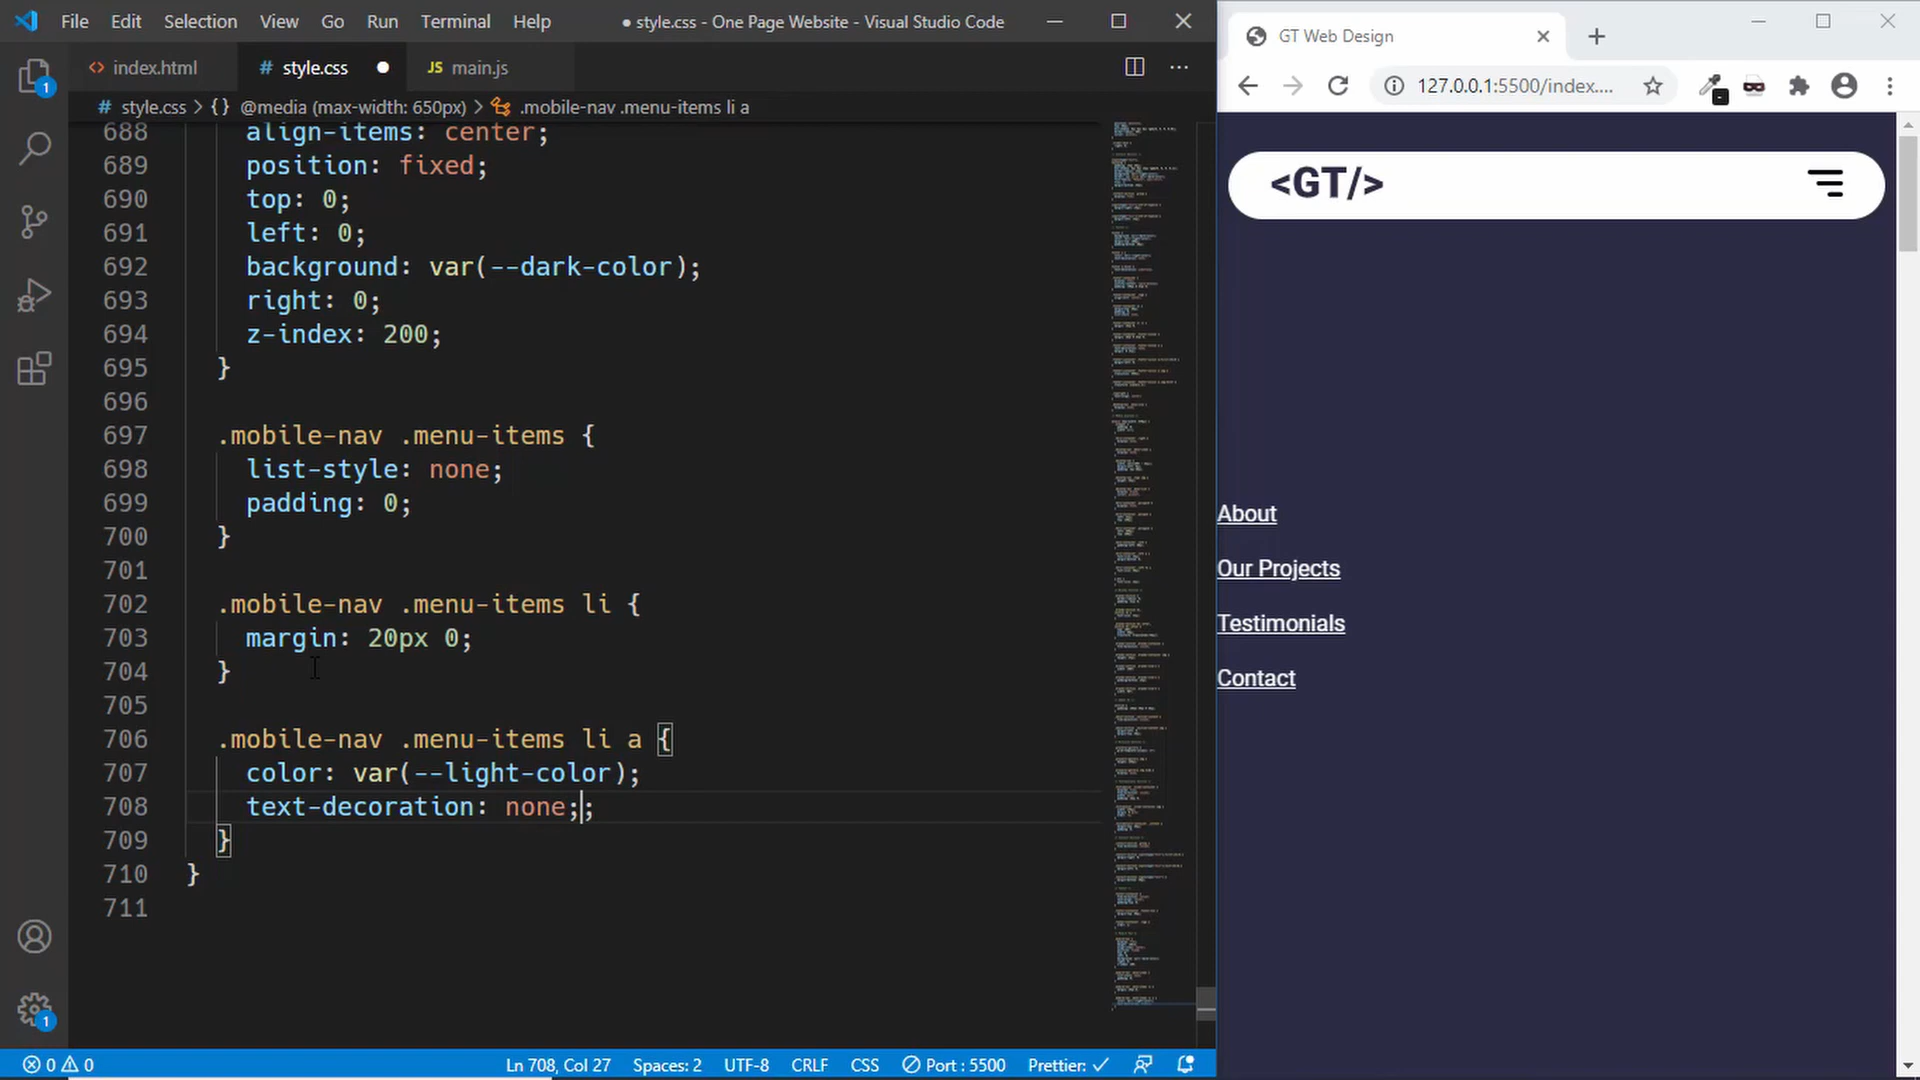 File Edit Selection View Go Run Terminal Help
● style.css - One Page Website - Visual Studio Code
<> index.html
# style.css ●
JS main.js
# style.css > {} @media (max-width: 650px) > .mobile-nav .menu-items li a
688 align-items: center;
689 position: fixed;
690 top: 0;
691 left: 0;
692 background: var(--dark-color);
693 right: 0;
694 z-index: 200;
695 }
696
697 .mobile-nav .menu-items {
698 list-style: none;
699 padding: 0;
700 }
701
702 .mobile-nav .menu-items li {
703 margin: 20px 0;
704 }
705
706 .mobile-nav .menu-items li a {
707 color: var(--light-color);
708 text-decoration: none;;
709 }
710 }
711
1
1
0 0
Ln 708, Col 27
Spaces: 2
UTF-8
CRLF
CSS
Port : 5500
Prettier: ✓
GT Web Design
127.0.0.1:5500/index....
<GT/>
About
Our Projects
Testimonials
Contact